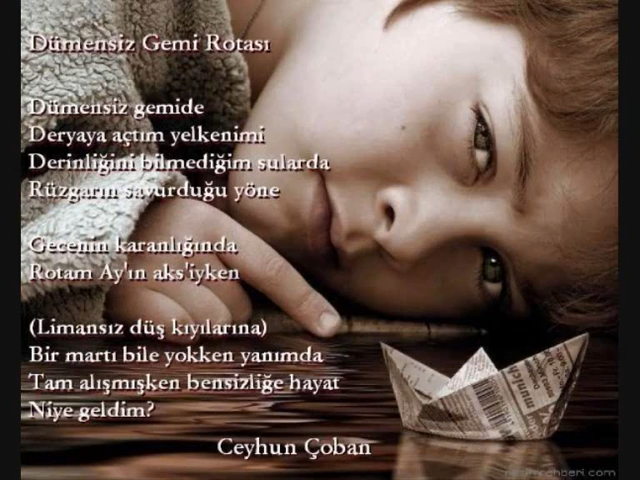 Dümensiz Gemi Rotası
Dümensiz gemide
Deryaya açtım yelkenimi
Derinliğini bilmediğim sularda
Rüzgarın savurduğu yöne
Gecenin karanlığında
Rotam Ay'ın aks'iyken
(Limansız düş kıyılarına)
Bir martı bile yokken yanımda
Tam alışmışken bensizliğe hayat
Niye geldim?
Ceyhun Çoban
munich